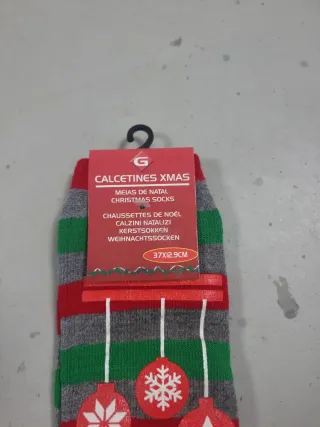 G
CALCETINES XMAS
MEIAS DE NATAL
CHRISTMAS SOCKS
CHAUSSETTES DE NOËL
CALZINI NATALIZI
KERSTSOKKEN
WEIHNACHTSSOCKEN
37X12.9CM